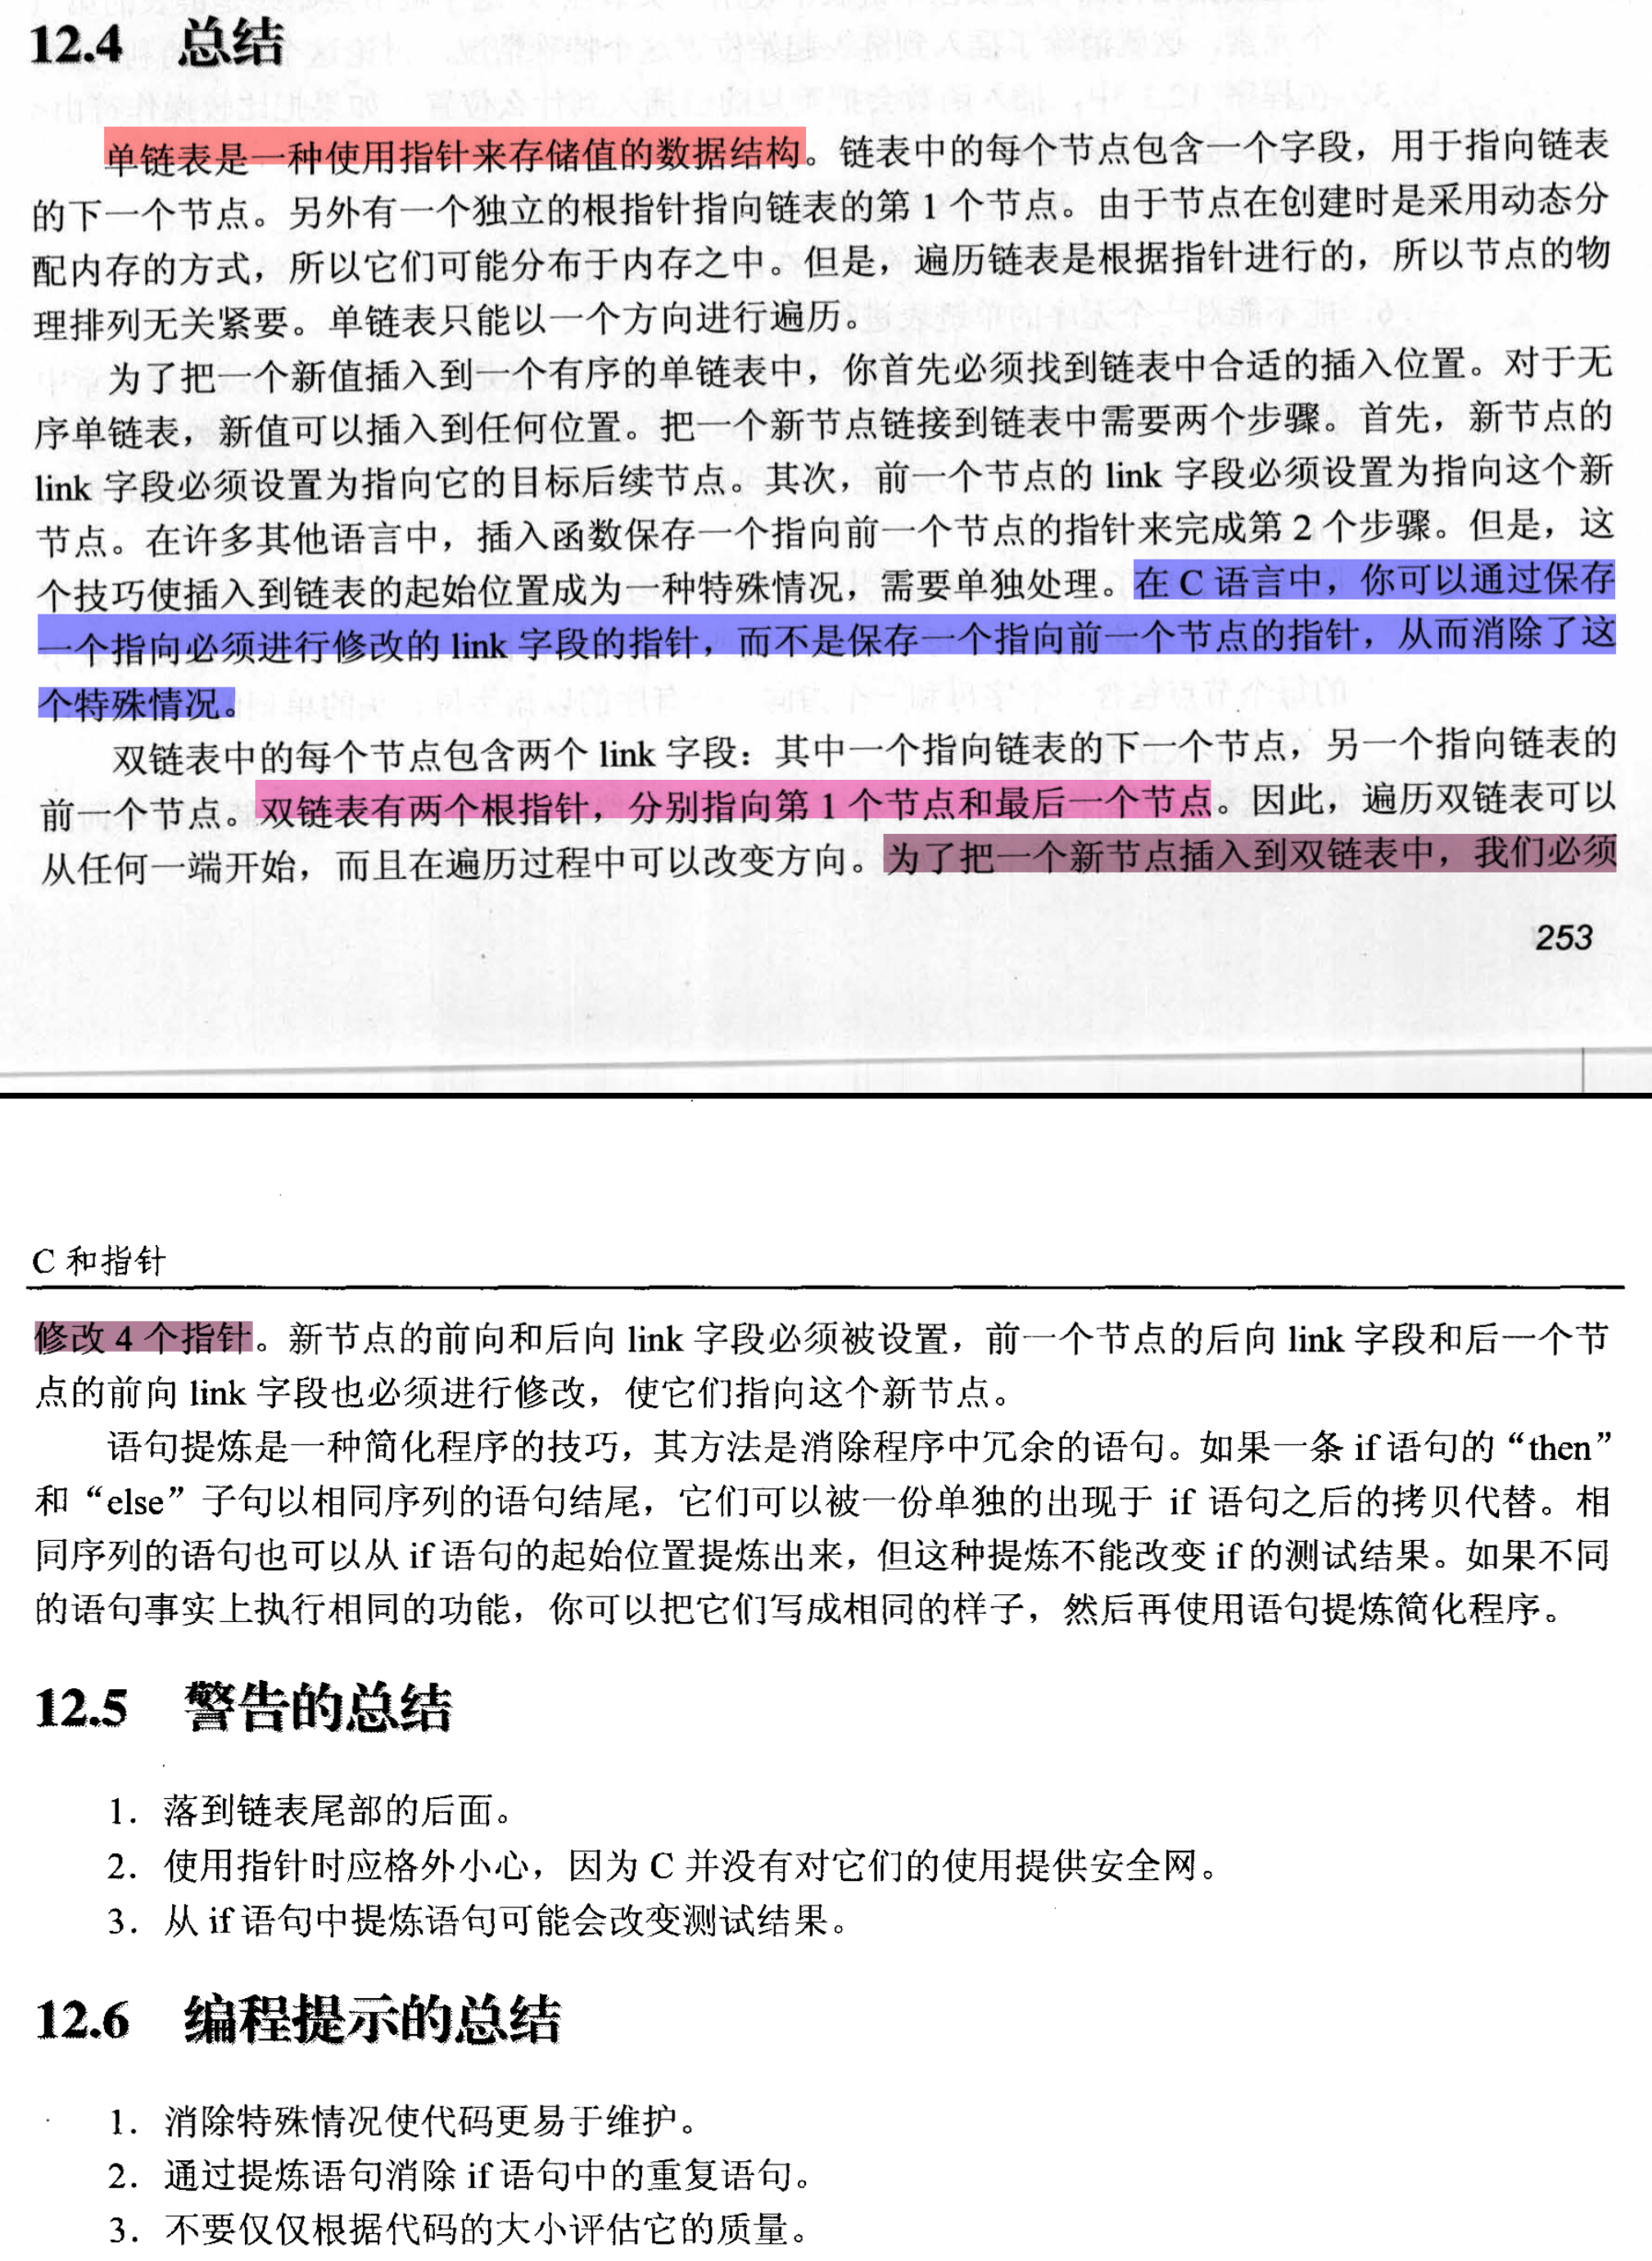 12.4 总结
单链表是一种使用指针来存储值的数据结构。链表中的每个节点包含一个字段，用于指向链表
的下一个节点。另外有一个独立的根指针指向链表的第 1 个节点。由于节点在创建时是采用动态分
配内存的方式，所以它们可能分布于内存之中。但是，遍历链表是根据指针进行的，所以节点的物
理排列无关紧要。单链表只能以一个方向进行遍历。
为了把一个新值插入到一个有序的单链表中，你首先必须找到链表中合适的插入位置。对于无
序单链表，新值可以插入到任何位置。把一个新节点链接到链表中需要两个步骤。首先，新节点的
link 字段必须设置为指向它的目标后续节点。其次，前一个节点的 link 字段必须设置为指向这个新
节点。在许多其他语言中，插入函数保存一个指向前一个节点的指针来完成第 2 个步骤。但是，这
个技巧使插入到链表的起始位置成为一种特殊情况，需要单独处理。在 C 语言中，你可以通过保存
一个指向必须进行修改的 link 字段的指针，而不是保存一个指向前一个节点的指针，从而消除了这
个特殊情况。
双链表中的每个节点包含两个 link 字段：其中一个指向链表的下一个节点，另一个指向链表的
前一个节点。双链表有两个根指针，分别指向第 1 个节点和最后一个节点。因此，遍历双链表可以
从任何一端开始，而且在遍历过程中可以改变方向。为了把一个新节点插入到双链表中，我们必须
253
C 和指针
修改 4 个指针。新节点的前向和后向 link 字段必须被设置，前一个节点的后向 link 字段和后一个节
点的前向 link 字段也必须进行修改，使它们指向这个新节点。
语句提炼是一种简化程序的技巧，其方法是消除程序中冗余的语句。如果一条 if 语句的“then”
和“else”子句以相同序列的语句结尾，它们可以被一份单独的出现于 if 语句之后的拷贝代替。相
同序列的语句也可以从 if 语句的起始位置提炼出来，但这种提炼不能改变 if 的测试结果。如果不同
的语句事实上执行相同的功能，你可以把它们写成相同的样子，然后再使用语句提炼简化程序。
12.5 警告的总结
1. 落到链表尾部的后面。
2. 使用指针时应格外小心，因为 C 并没有对它们的使用提供安全网。
3. 从 if 语句中提炼语句可能会改变测试结果。
12.6 编程提示的总结
1. 消除特殊情况使代码更易于维护。
2. 通过提炼语句消除 if 语句中的重复语句。
3. 不要仅仅根据代码的大小评估它的质量。